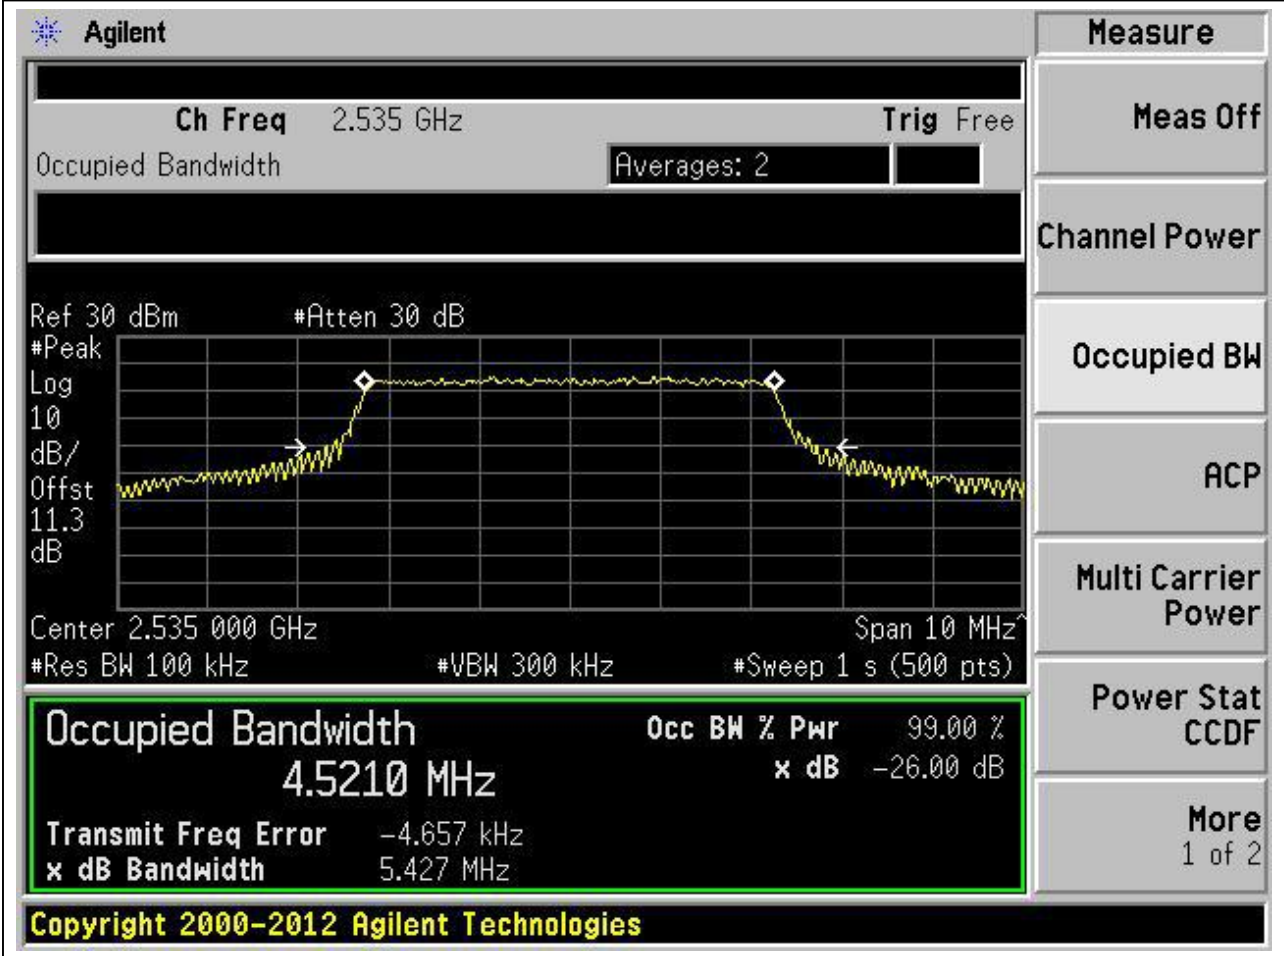 Agilent
Measure
Ch Freq 2.535 GHz Trig Free
Occupied Bandwidth Averages: 2
Meas Off
Channel Power
Occupied BW
ACP
Multi Carrier
Power
Power Stat
CCDF
More
1 of 2
Ref 30 dBm #Atten 30 dB
#Peak
Log
10
dB/
Offst
11.3
dB
Center 2.535 000 GHz Span 10 MHz^
#Res BW 100 kHz #VBW 300 kHz #Sweep 1 s (500 pts)
Occupied Bandwidth Occ BW % Pwr 99.00 %
4.5210 MHz x dB -26.00 dB
Transmit Freq Error -4.657 kHz
x dB Bandwidth 5.427 MHz
Copyright 2000-2012 Agilent Technologies